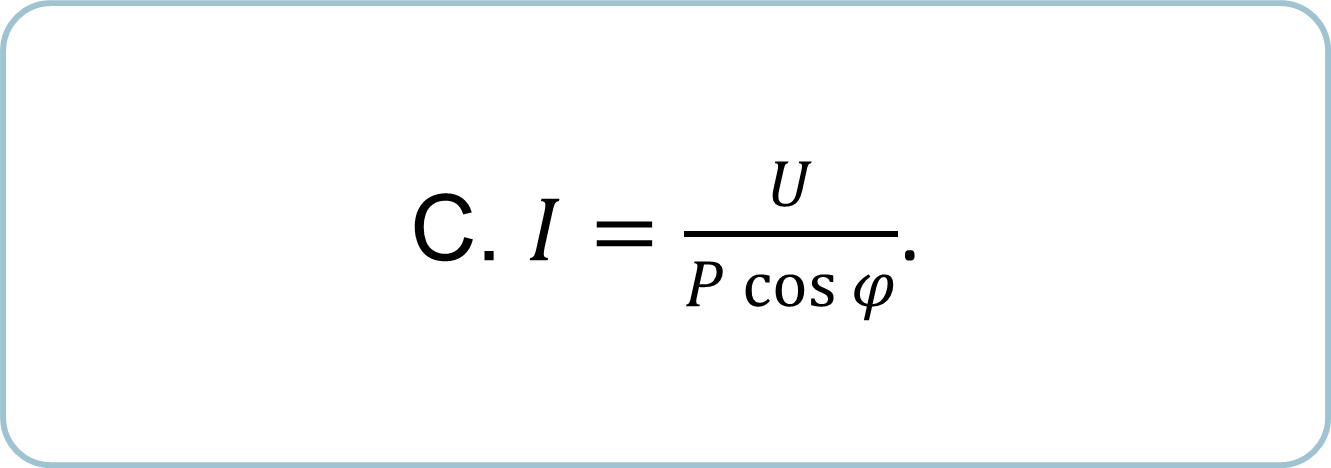 C. I = U / P cos φ.